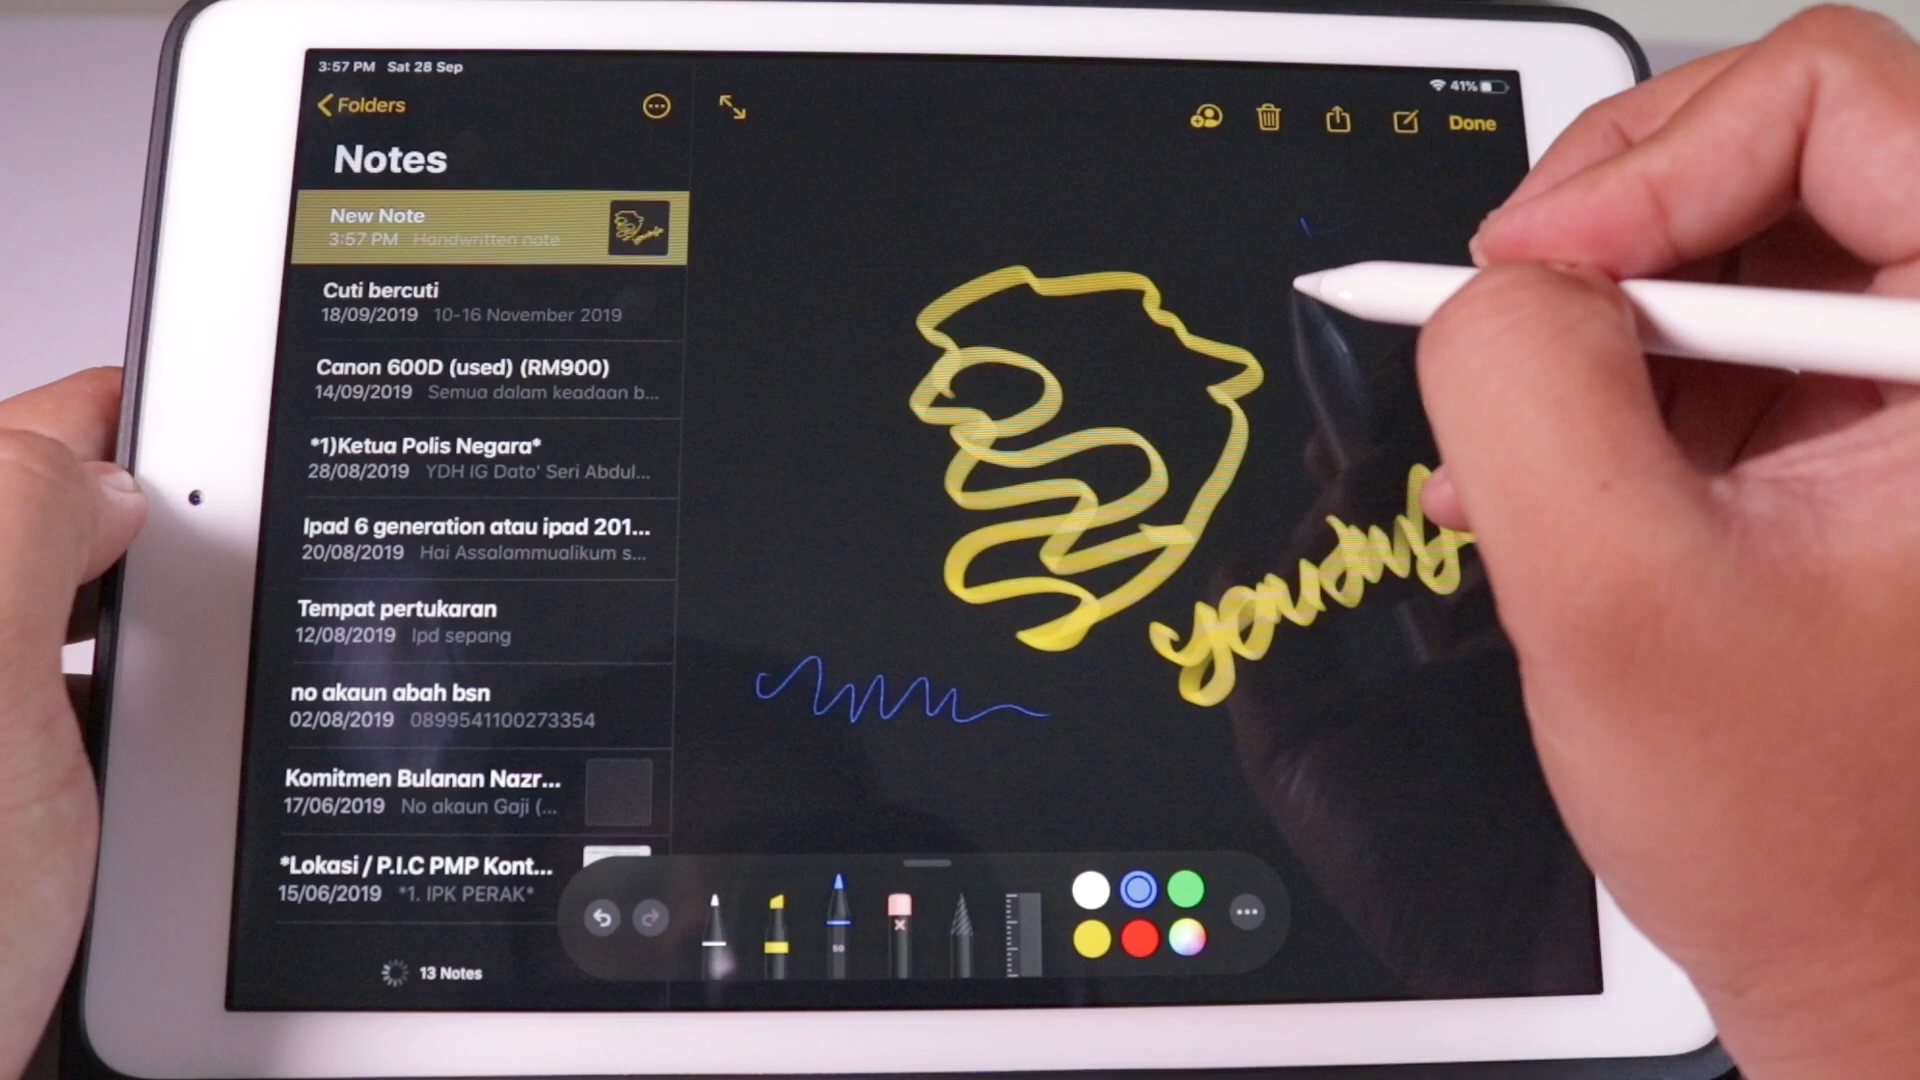 3:57 PM Sat 28 Sep
41%
Folders
Done
Notes
New Note
3:57 PM Handwritten note
Cuti bercuti
18/09/2019 10-16 November 2019
Canon 600D (used) (RM900)
14/09/2019 Semua dalam keadaan b...
*1)Ketua Polis Negara*
28/08/2019 YDH IG Dato' Seri Abdul...
Ipad 6 generation atau ipad 201...
20/08/2019 Hai Assalammualikum s...
Tempat pertukaran
12/08/2019 Ipd sepang
no akaun abah bsn
02/08/2019 0899541100273354
Komitmen Bulanan Nazr...
17/06/2019 No akaun Gaji (...
*Lokasi / P.I.C PMP Kont...
15/06/2019 *1. IPK PERAK*
13 Notes
50